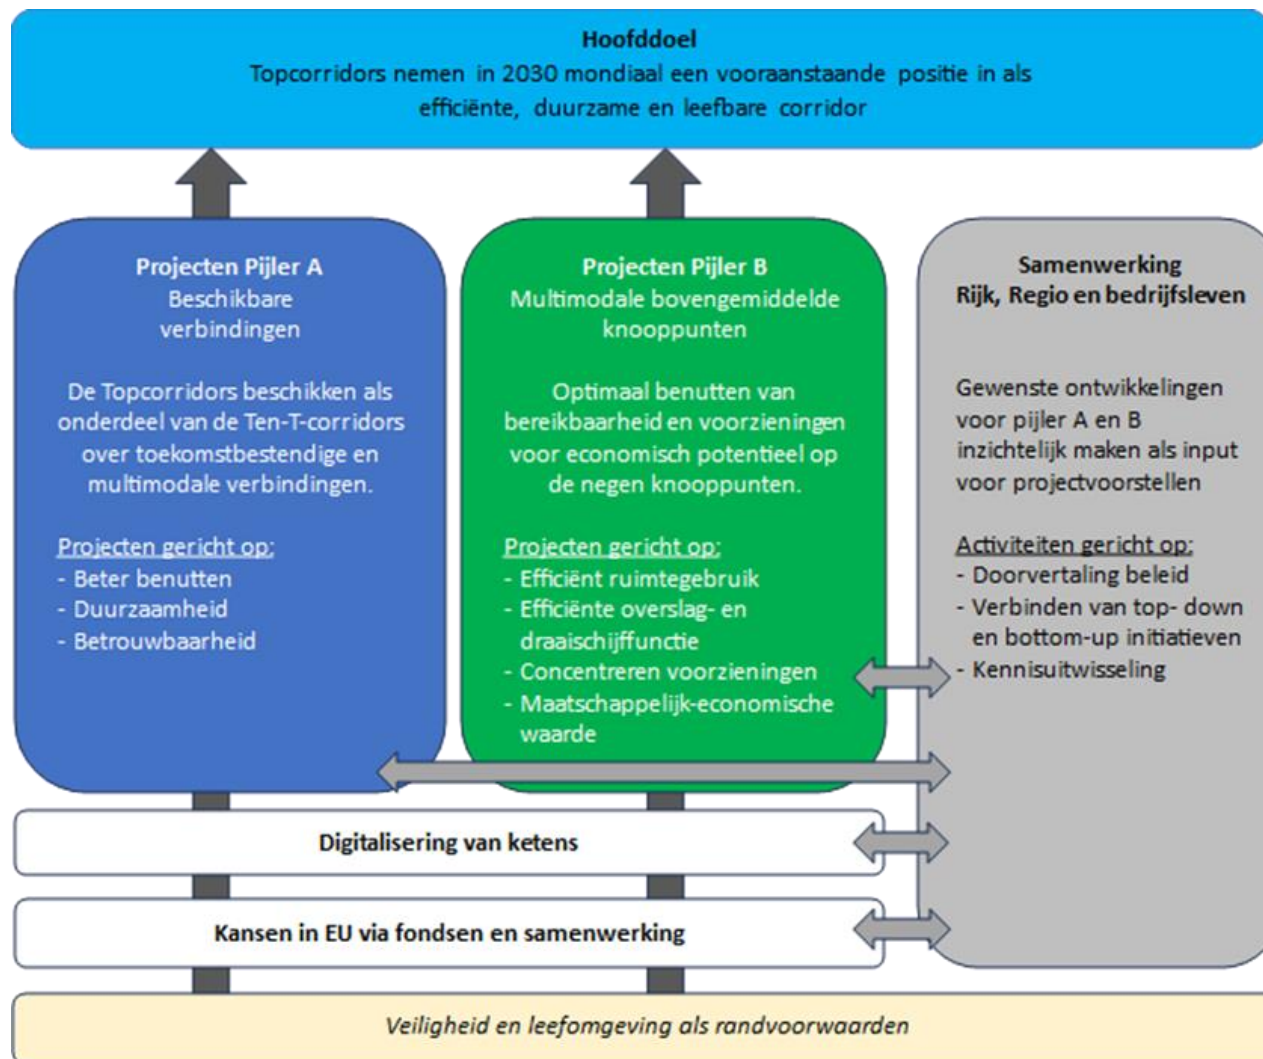 Hoofddoel
Topcorridors nemen in 2030 mondiaal een vooraanstaande positie in als
efficiënte, duurzame en leefbare corridor
Projecten Pijler A
Beschikbare
verbindingen
De Topcorridors beschikken als
onderdeel van de Ten-T-corridors
over toekomstbestendige en
multimodale verbindingen.
Projecten gericht op:
- Beter benutten
- Duurzaamheid
- Betrouwbaarheid
Projecten Pijler B
Multimodale bovengemiddelde
knooppunten
Optimaal benutten van
bereikbaarheid en voorzieningen
voor economisch potentieel op
de negen knooppunten.
Projecten gericht op:
- Efficiënt ruimtegebruik
- Efficiënte overslag- en
draaischijffunctie
- Concentreren voorzieningen
- Maatschappelijk-economische
waarde
Samenwerking
Rijk, Regio en bedrijfsleven
Gewenste ontwikkelingen
voor pijler A en B
inzichtelijk maken als input
voor projectvoorstellen
Activiteiten gericht op:
- Doorvertaling beleid
- Verbinden van top- down
en bottom-up initiatieven
- Kennisuitwisseling
Digitalisering van ketens
Kansen in EU via fondsen en samenwerking
Veiligheid en leefomgeving als randvoorwaarden